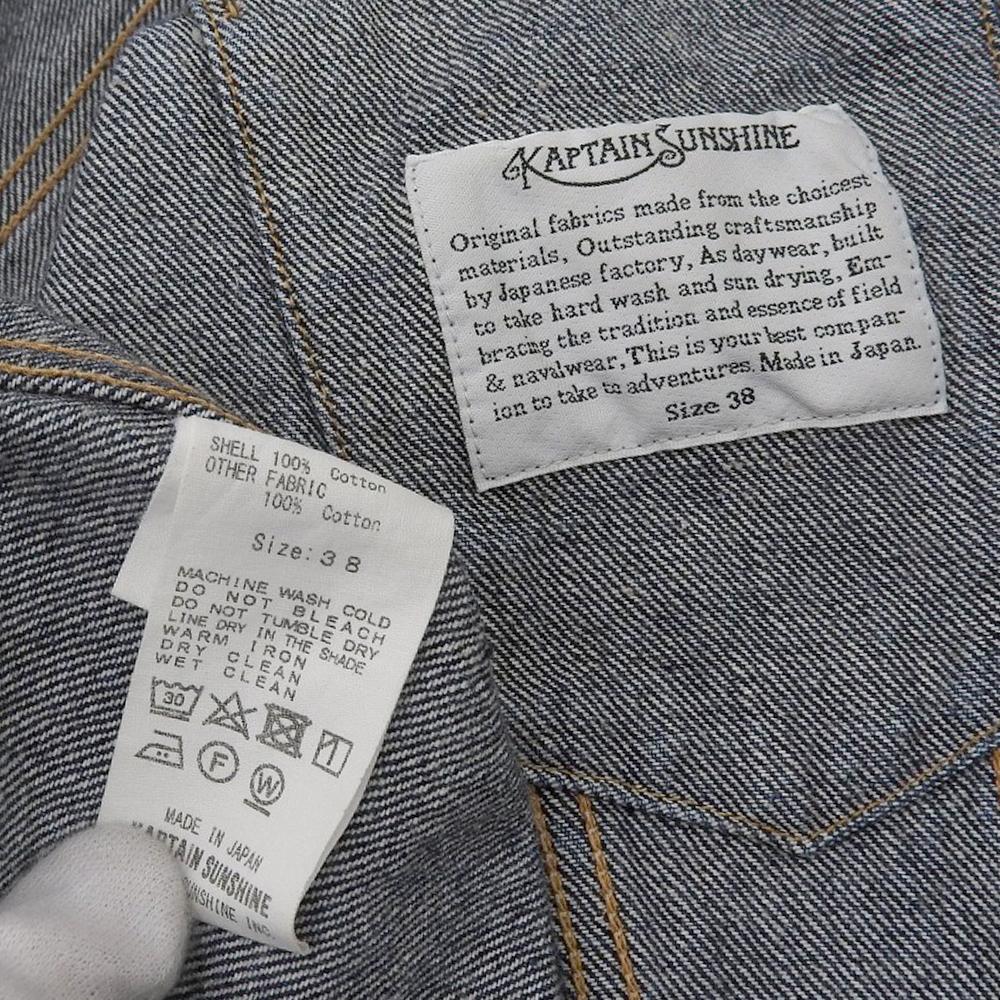 KAPTAIN SUNSHINE
Original fabrics made from the choicest
materials, Outstanding craftsmanship
by Japanese factory, As daywear, built
to take hard wash and sun drying, Em-
bracing the tradition and essence of field
& navalwear, This is your best compan-
ion to take to adventures. Made in Japan.
Size 38
SHELL 100% Cotton
OTHER FABRIC
100% Cotton
Size: 38
MACHINE WASH COLD
DO NOT BLEACH
DO NOT TUMBLE DRY
LINE DRY IN THE SHADE
WARM IRON
DRY CLEAN
WET CLEAN
30
F
W
MADE IN JAPAN
KAPTAIN SUNSHINE
SUNSHINE INC.